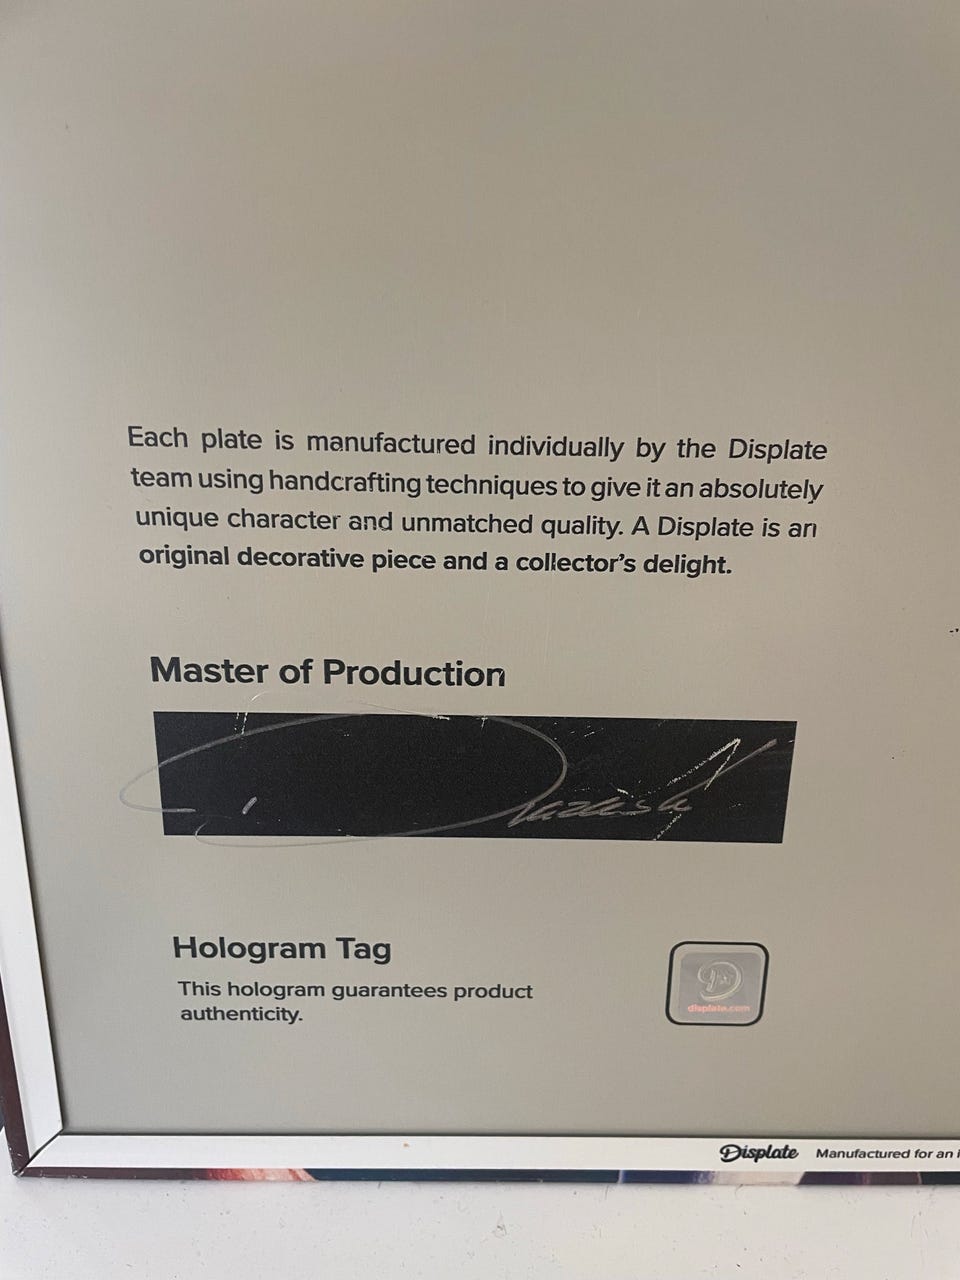 Each plate is manufactured individually by the Displate
team using handcrafting techniques to give it an absolutely
unique character and unmatched quality. A Displate is an
original decorative piece and a collector's delight.
Master of Production
Hologram Tag
This hologram guarantees product
authenticity.
displate.com
Displate Manufactured for an